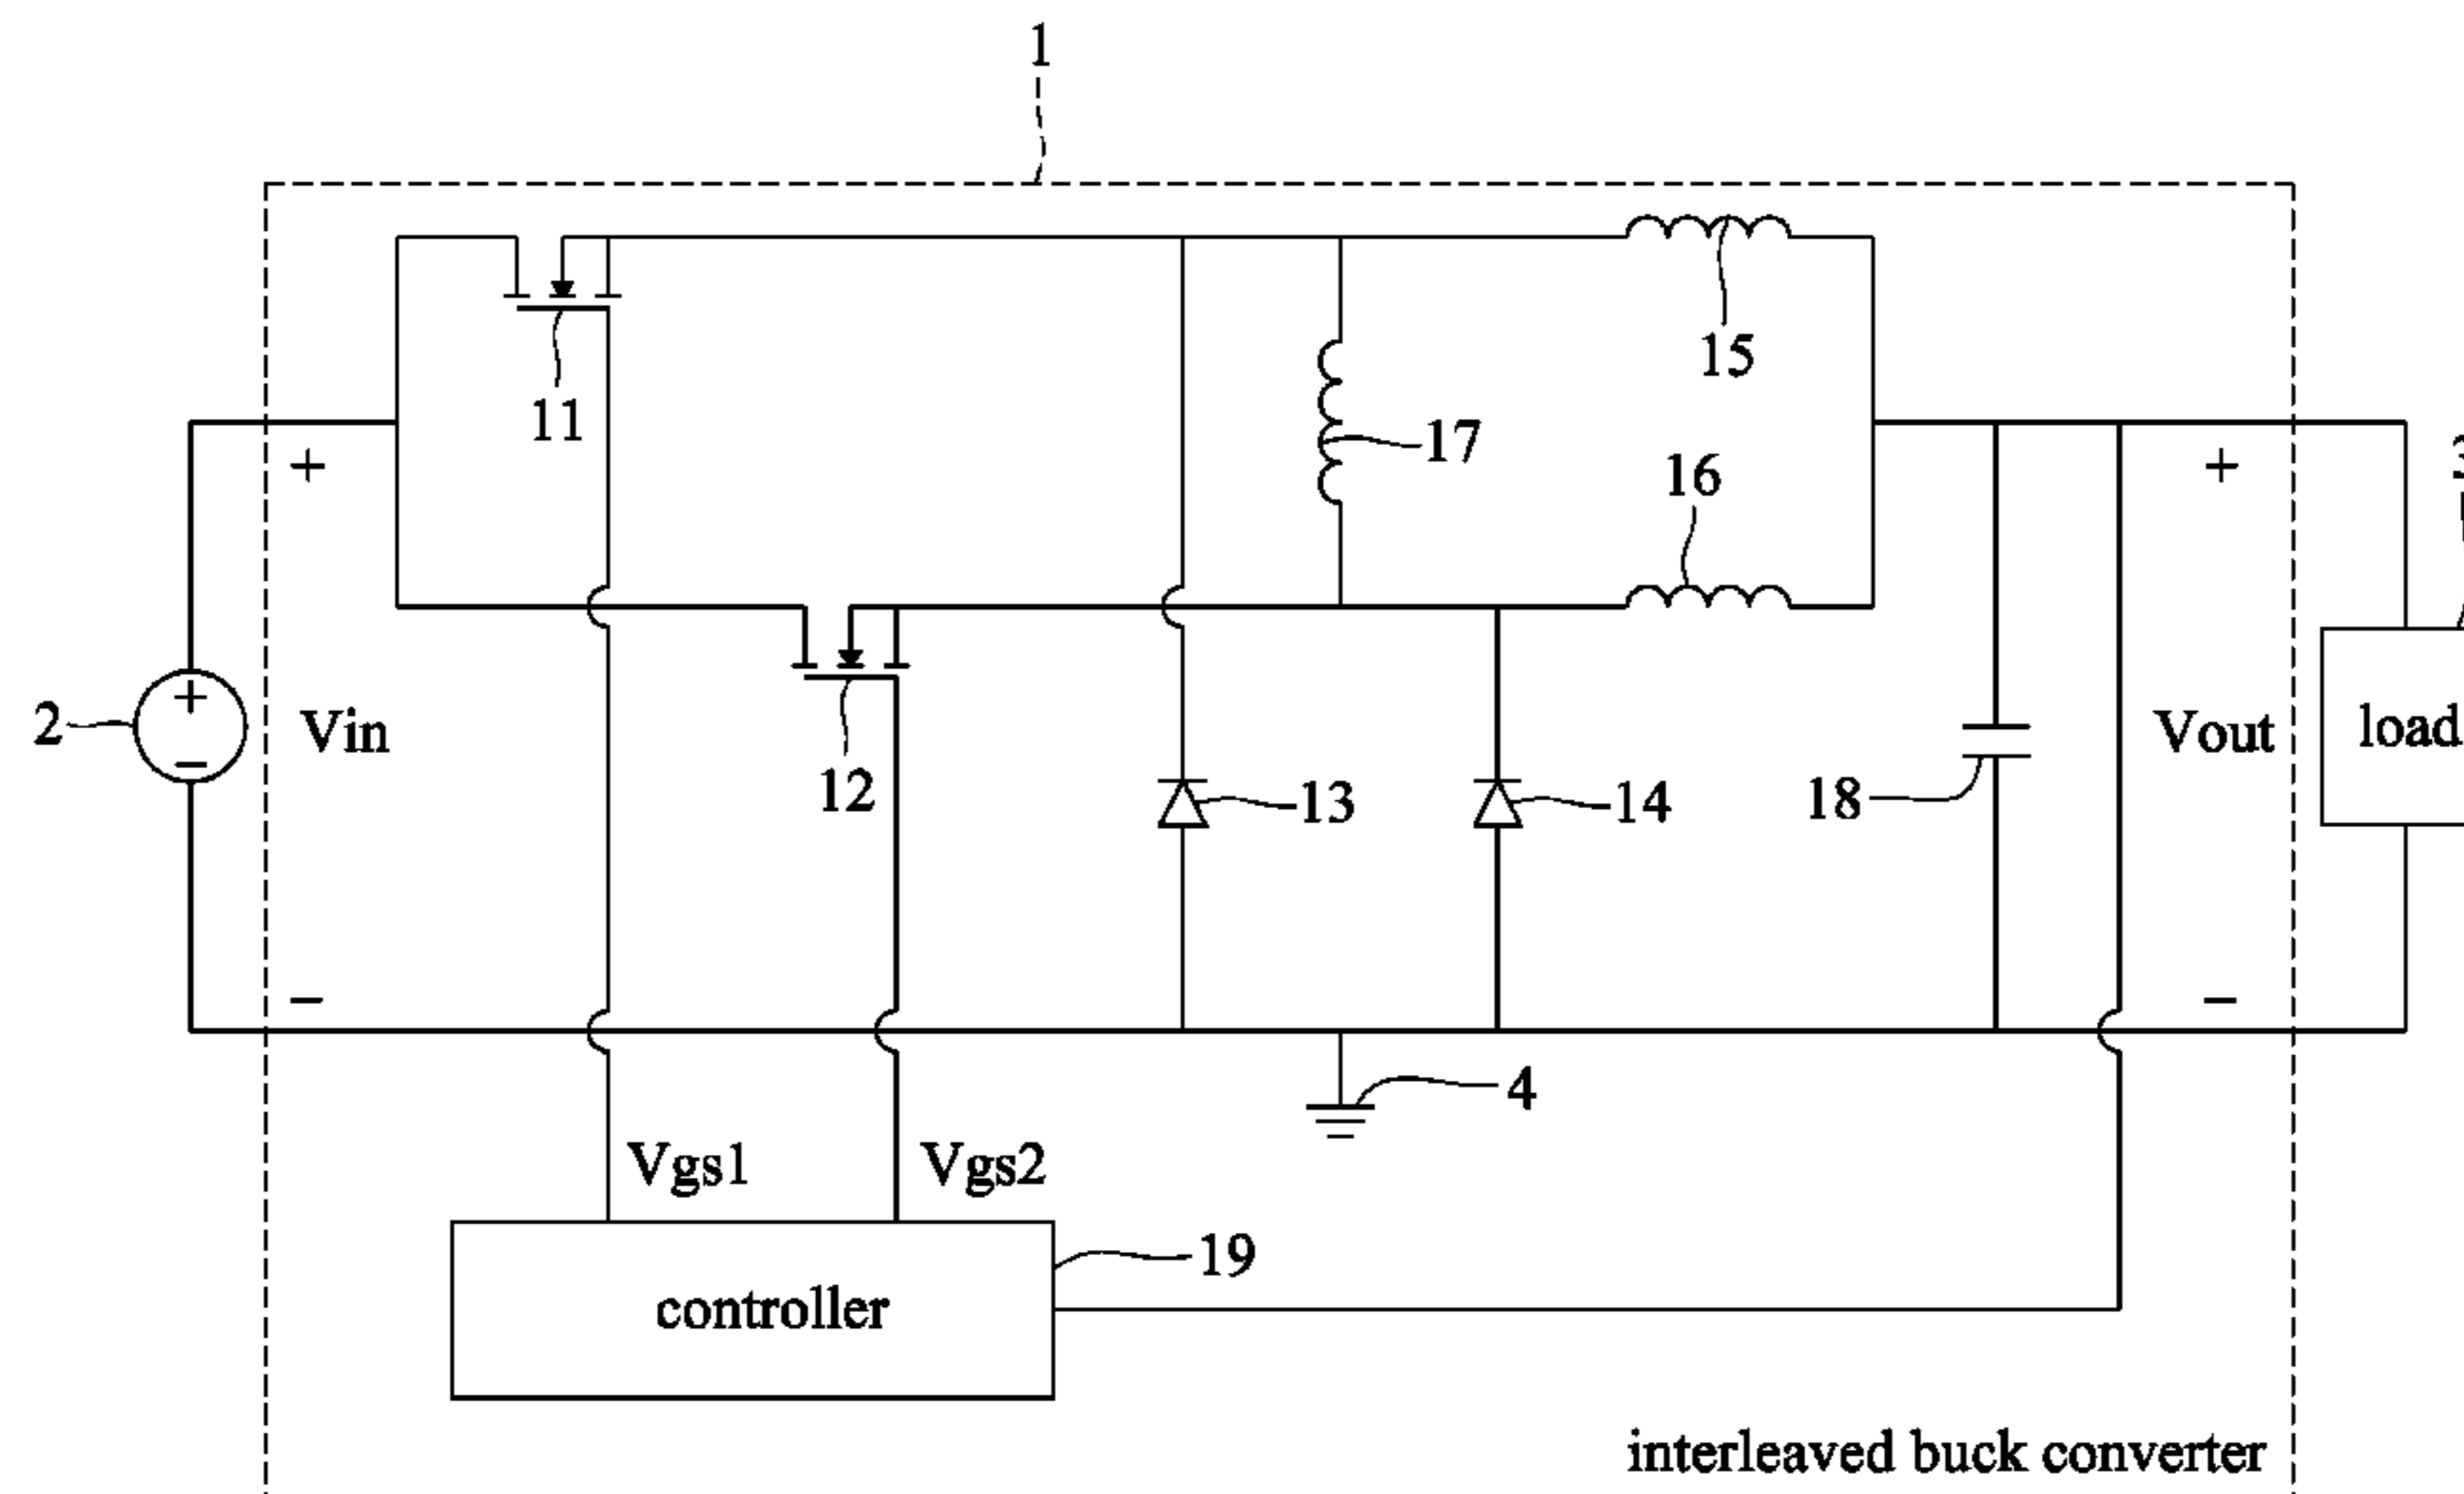 1
15
11
17
+
+
16
3
2
+
−
Vin
12
13
14
18
Vout
load
−
−
4
Vgs1
Vgs2
19
controller
interleaved buck converter